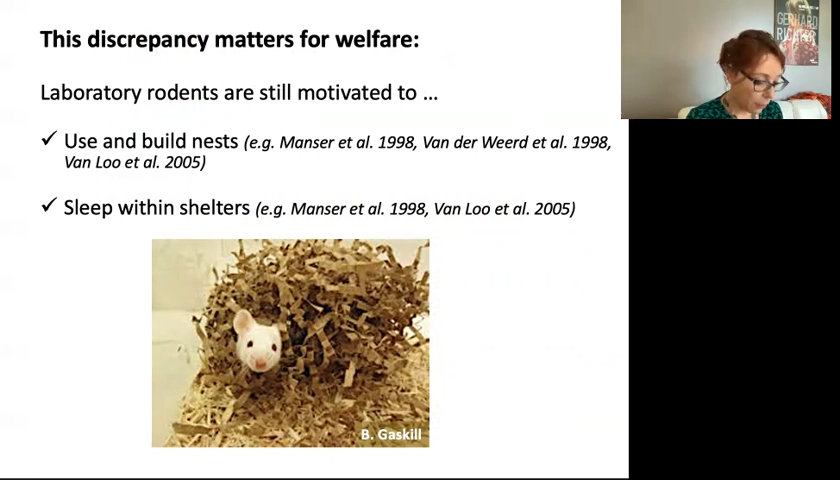 This discrepancy matters for welfare:
Laboratory rodents are still motivated to ...
✓ Use and build nests (e.g. Manser et al. 1998, Van der Weerd et al. 1998,
Van Loo et al. 2005)
✓ Sleep within shelters (e.g. Manser et al. 1998, Van Loo et al. 2005)
B. Gaskill
GERHARD
RICHTER